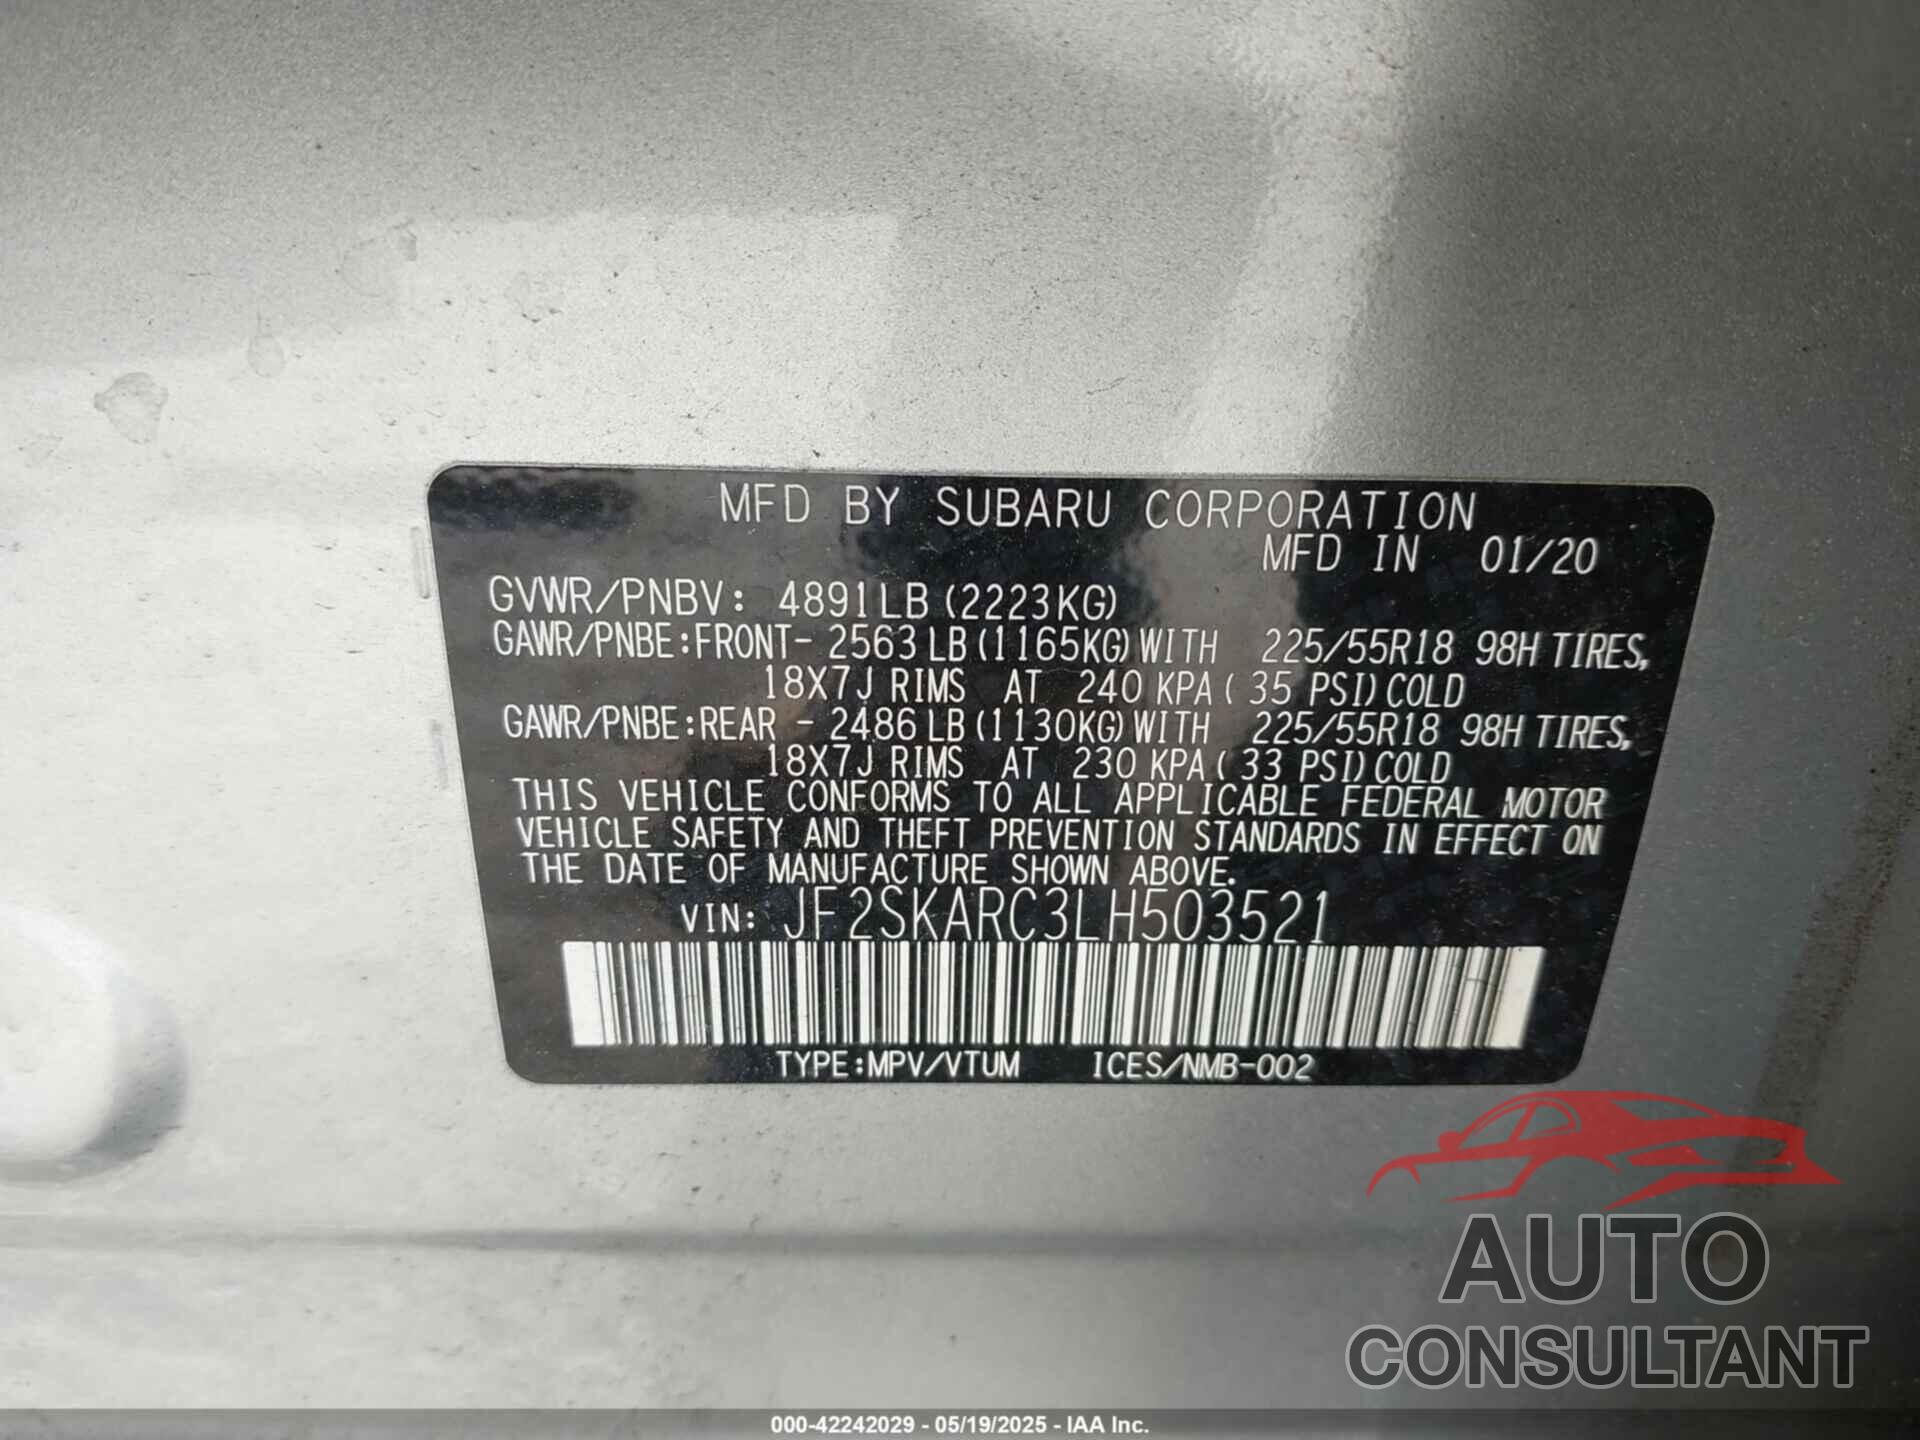 MFD BY SUBARU CORPORATION
MFD IN 01/20
GVWR/PNBV: 4891LB (2223KG)
GAWR/PNBE:FRONT- 2563 LB (1165KG) WITH 225/55R18 98H TIRES,
18X7J RIMS AT 240 KPA ( 35 PSI) COLD
GAWR/PNBE:REAR - 2486 LB (1130KG) WITH 225/55R18 98H TIRES,
18X7J RIMS AT 230 KPA ( 33 PSI) COLD
THIS VEHICLE CONFORMS TO ALL APPLICABLE FEDERAL MOTOR
VEHICLE SAFETY AND THEFT PREVENTION STANDARDS IN EFFECT ON
THE DATE OF MANUFACTURE SHOWN ABOVE.
VIN: JF2SKARC3LH503521
TYPE:MPV/VTUM ICES/NMB-002
AUTO
CONSULTANT
000-42242029 - 05/19/2025 - IAA Inc.